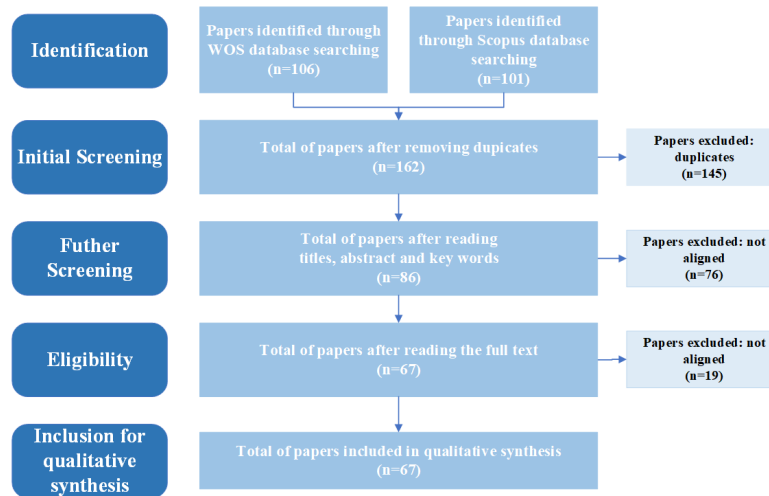 Identification
Papers identified through
WOS database searching
(n=106)
Papers identified
through Scopus database
searching
(n=101)
Initial Screening
Total of papers after removing dupicates
(n=162)
Papers excluded:
duplicates
(n=145)
Futher
Screening
Total of papers after reading
titles, abstract and key words
(n=86)
Papers excluded: not
aligned
(n=76)
Eligibility
Total of papers after reading the full text
(n=67)
Papers excluded: not
aligned
(n=19)
Inclusion for
qualitative
synthesis
Total of papers included in qualitative synthesis
(n=67)